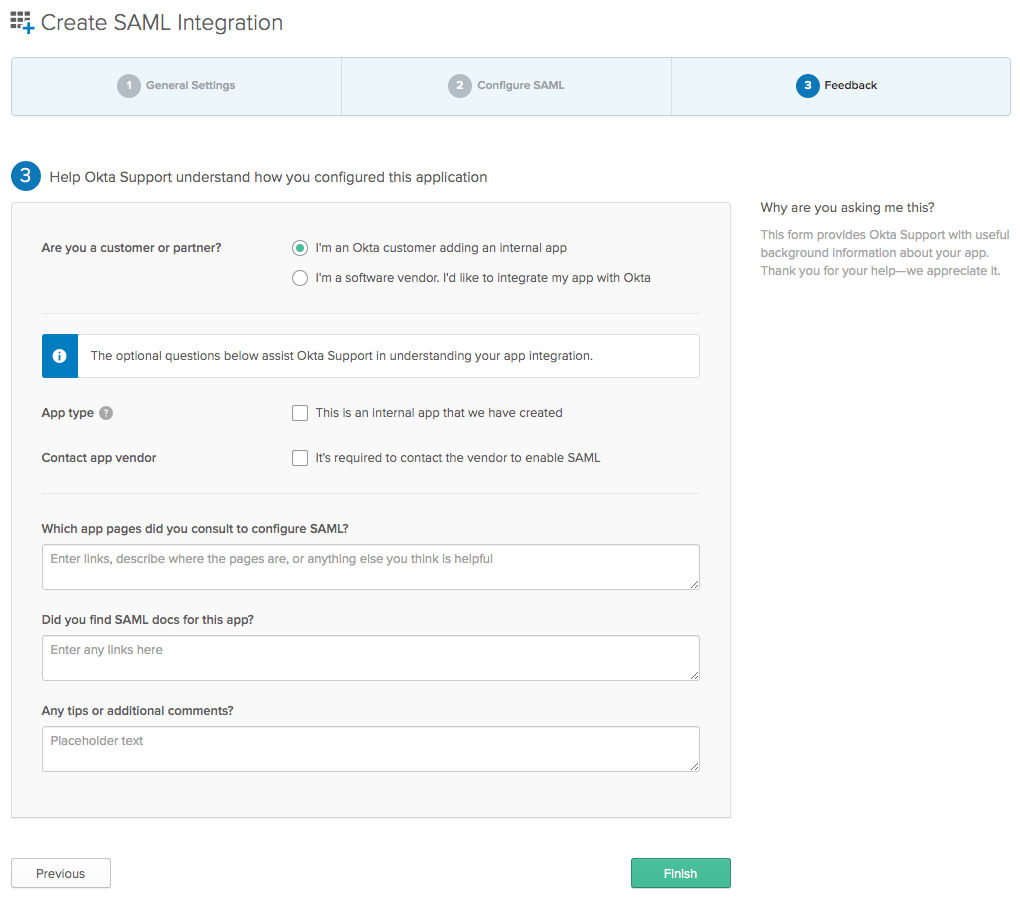 Create SAML Integration
1 General Settings
2 Configure SAML
3 Feedback
3 Help Okta Support understand how you configured this application
Why are you asking me this?
This form provides Okta Support with useful
background information about your app.
Thank you for your help—we appreciate it.
Are you a customer or partner?
I'm an Okta customer adding an internal app
I'm a software vendor. I'd like to integrate my app with Okta
The optional questions below assist Okta Support in understanding your app integration.
App type ?
This is an internal app that we have created
Contact app vendor
It's required to contact the vendor to enable SAML
Which app pages did you consult to configure SAML?
Enter links, describe where the pages are, or anything else you think is helpful
Did you find SAML docs for this app?
Enter any links here
Any tips or additional comments?
Placeholder text
Previous
Finish